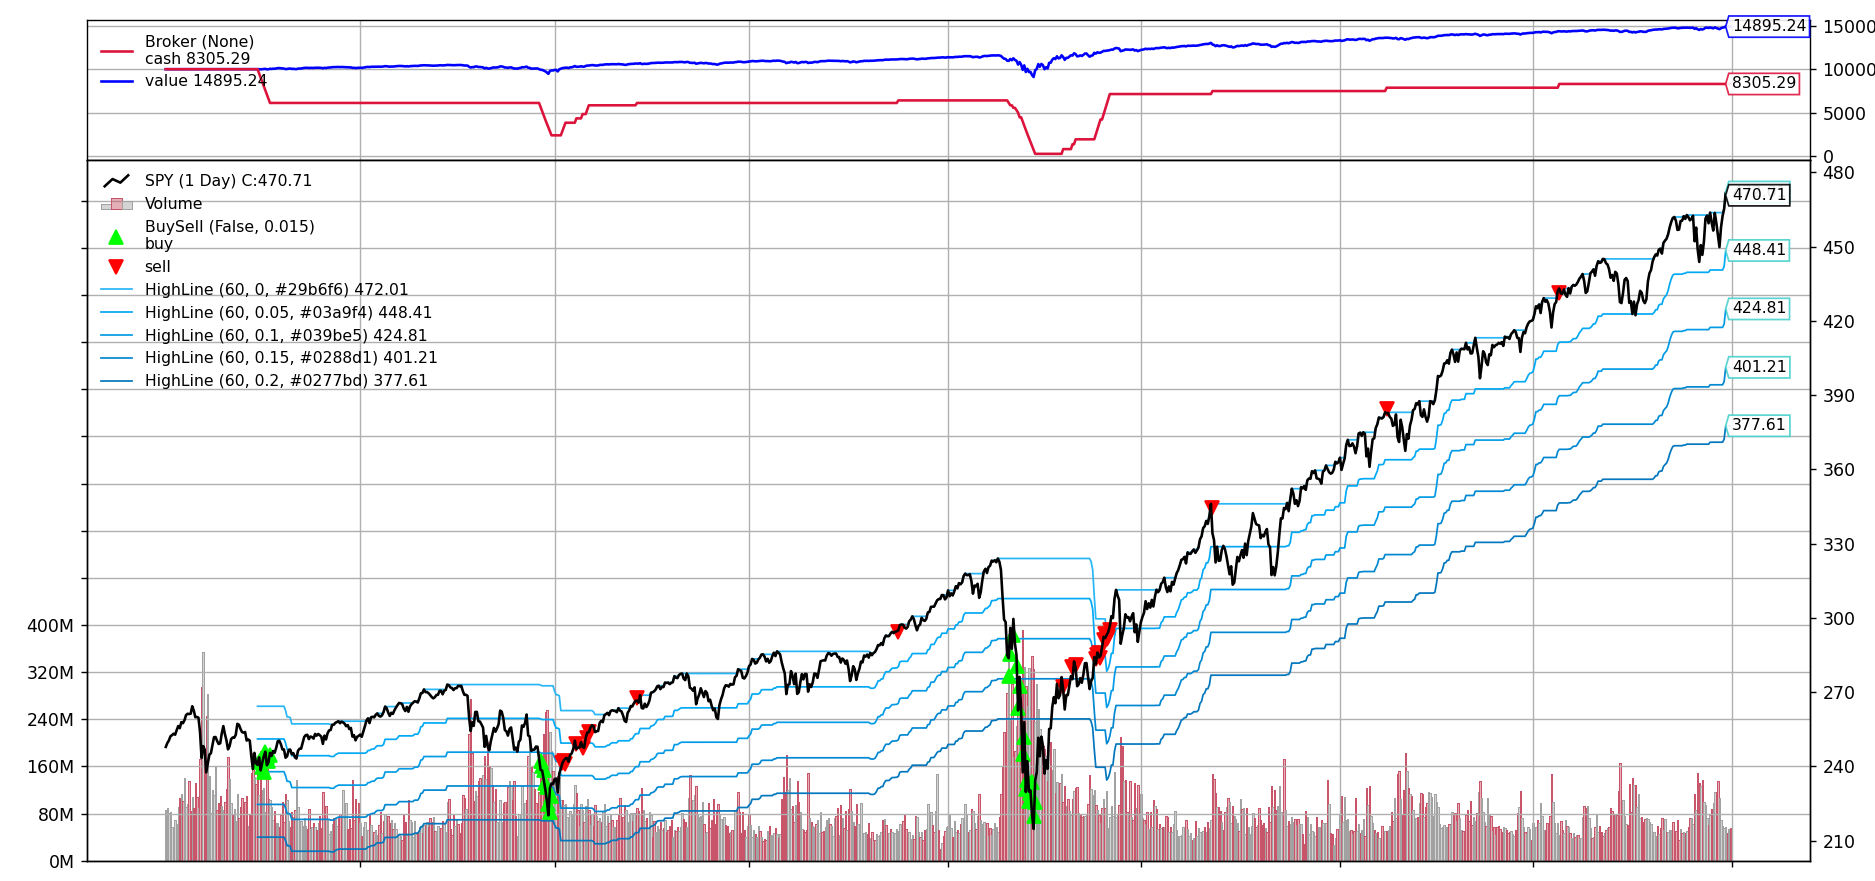 Broker (None)
cash 8305.29
value 14895.24
14895.24
8305.29
15000
10000
5000
0
SPY (1 Day) C:470.71
Volume
BuySell (False, 0.015)
buy
sell
HighLine (60, 0, #29b6f6) 472.01
HighLine (60, 0.05, #03a9f4) 448.41
HighLine (60, 0.1, #039be5) 424.81
HighLine (60, 0.15, #0288d1) 401.21
HighLine (60, 0.2, #0277bd) 377.61
470.71
448.41
424.81
401.21
377.61
480
450
420
390
360
330
300
270
240
210
400M
320M
240M
160M
80M
0M